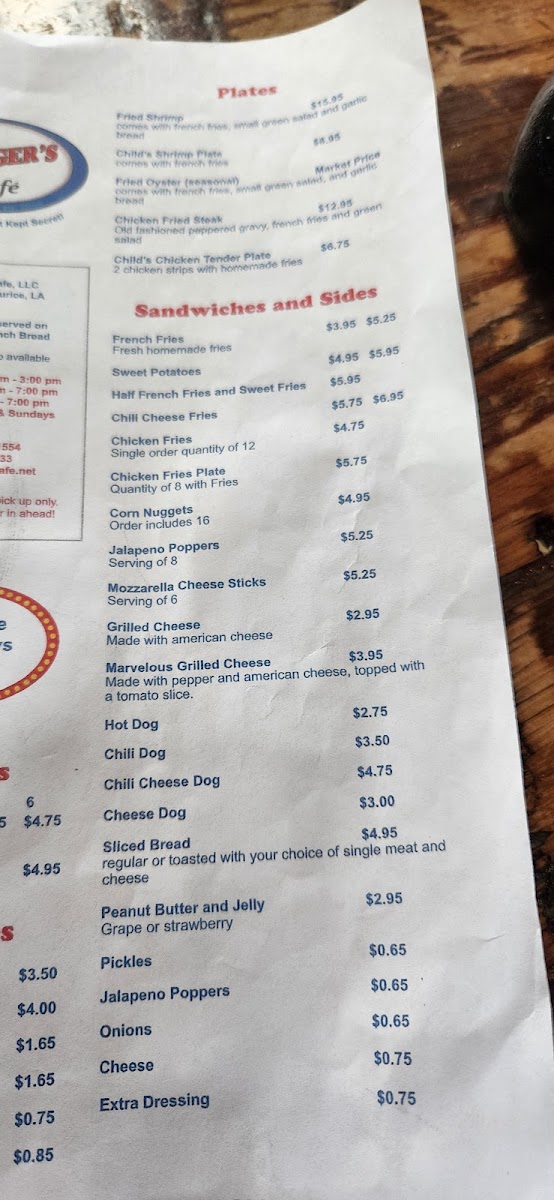 GER'S
fé
t Kept Secret!
afe, LLC
urice, LA
served on
nch Bread
available
m - 3:00 pm
m - 7:00 pm
- 7:00 pm
& Sundays
1554
33
afe.net
ick up only.
r in ahead!
e
'S
S
6
5 $4.75
$4.95
S
$3.50
$4.00
$1.65
$1.65
$0.75
$0.85
Plates
Fried Shrimp $15.95
comes with french fries, small green salad and garlic
bread
Child's Shrimp Plate $8.95
comes with french fries
Fried Oyster (seasonal) Market Price
comes with french fries, small green salad, and garlic
bread
Chicken Fried Steak $12.95
Old fashioned peppered gravy, french fries and green
salad
Child's Chicken Tender Plate $6.75
2 chicken strips with homemade fries
Sandwiches and Sides
French Fries $3.95 $5.25
Fresh homemade fries
Sweet Potatoes $4.95 $5.95
Half French Fries and Sweet Fries $5.95
Chili Cheese Fries $5.75 $6.95
Chicken Fries $4.75
Single order quantity of 12
Chicken Fries Plate $5.75
Quantity of 8 with Fries
Corn Nuggets $4.95
Order includes 16
Jalapeno Poppers $5.25
Serving of 8
Mozzarella Cheese Sticks $5.25
Serving of 6
Grilled Cheese $2.95
Made with american cheese
Marvelous Grilled Cheese $3.95
Made with pepper and american cheese, topped with
a tomato slice.
Hot Dog $2.75
Chili Dog $3.50
Chili Cheese Dog $4.75
Cheese Dog $3.00
Sliced Bread $4.95
regular or toasted with your choice of single meat and
cheese
Peanut Butter and Jelly $2.95
Grape or strawberry
Pickles $0.65
Jalapeno Poppers $0.65
Onions $0.65
Cheese $0.75
Extra Dressing $0.75